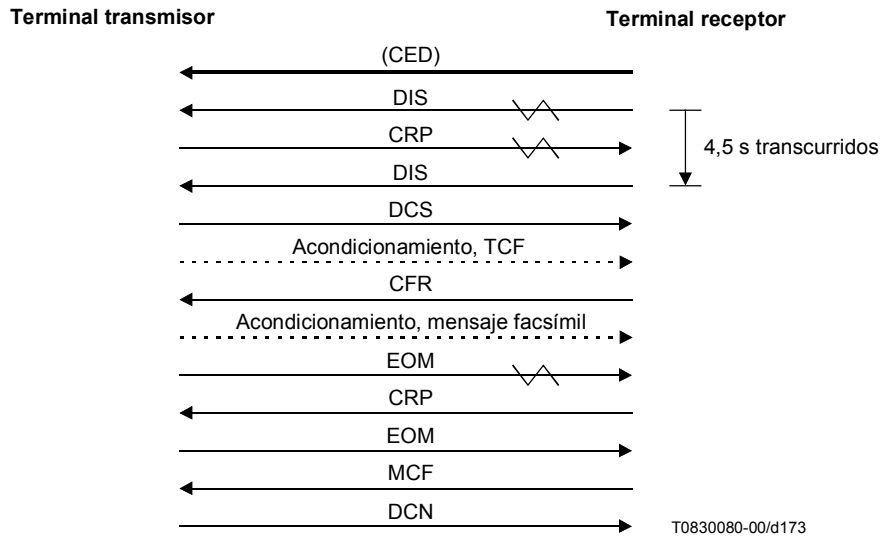 Terminal transmisor
Terminal receptor
(CED)
DIS
CRP
4,5 s transcurridos
DIS
DCS
Acondicionamiento, TCF
CFR
Acondicionamiento, mensaje facsímil
EOM
CRP
EOM
MCF
DCN
T0830080-00/d173